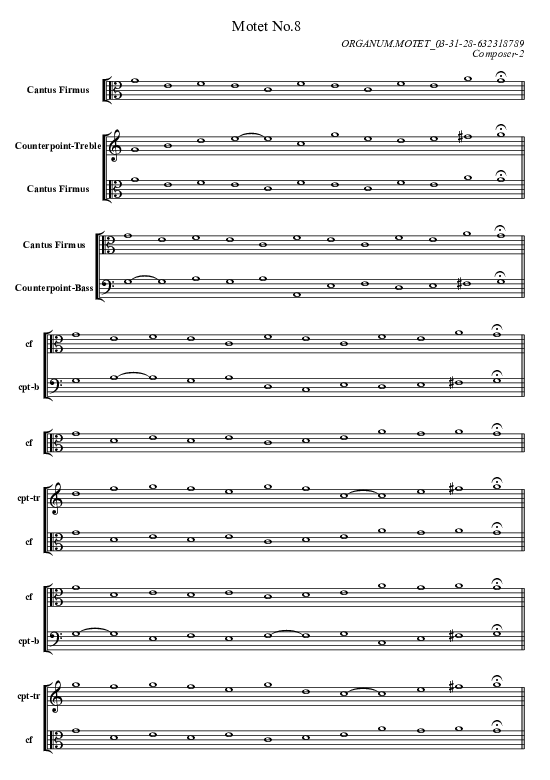 Motet No.8
ORGANUM.MOTET_03-31-28-632318789
Composer-2
Cantus Firmus
Counterpoint-Treble
Cantus Firmus
Cantus Firmus
Counterpoint-Bass
cf
cpt-b
cf
cpt-tr
cf
cf
cpt-b
cpt-tr
cf